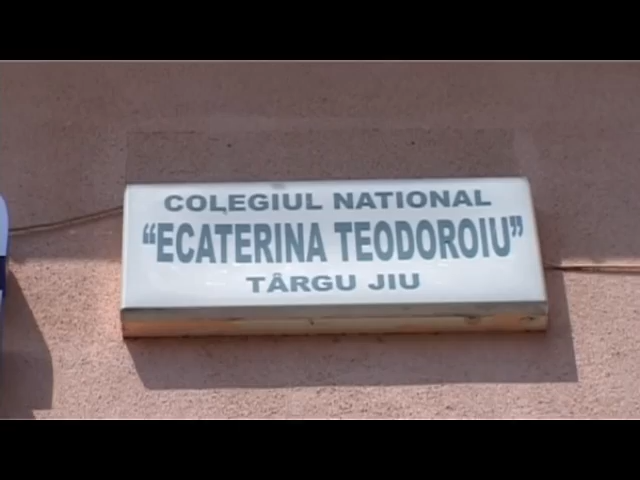 COLEGIUL NATIONAL
“ECATERINA TEODOROIU”
TÂRGU JIU